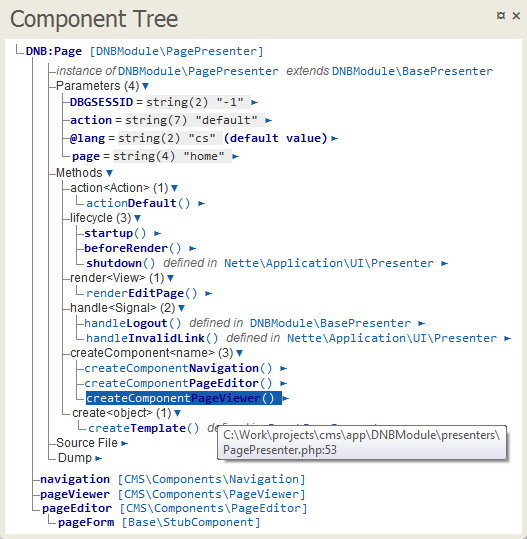 Component Tree
DNB:Page [DNBModule\PagePresenter]
instance of DNBModule\PagePresenter extends DNBModule\BasePresenter
Parameters (4) ▼
DBGSESSID = string(2) "-1" ►
action = string(7) "default" ►
@lang = string(2) "cs" (default value) ►
page = string(4) "home" ►
Methods ▼
action<Action> (1) ▼
actionDefault() ►
lifecycle (3) ▼
startup() ►
beforeRender() ►
shutdown() defined in Nette\Application\UI\Presenter ►
render<View> (1) ▼
renderEditPage() ►
handle<Signal> (2) ▼
handleLogout() defined in DNBModule\BasePresenter ►
handleInvalidLink() defined in Nette\Application\UI\Presenter ►
createComponent<name> (3) ▼
createComponentNavigation() ►
createComponentPageEditor() ►
createComponentPageViewer() ►
create<object> (1) ▼
createTemplate()
C:\Work\projects\cms\app\DNBModule\presenters\
PagePresenter.php:53
Source File ►
Dump ►
navigation [CMS\Components\Navigation]
pageViewer [CMS\Components\PageViewer]
pageEditor [CMS\Components\PageEditor]
pageForm [Base\StubComponent]